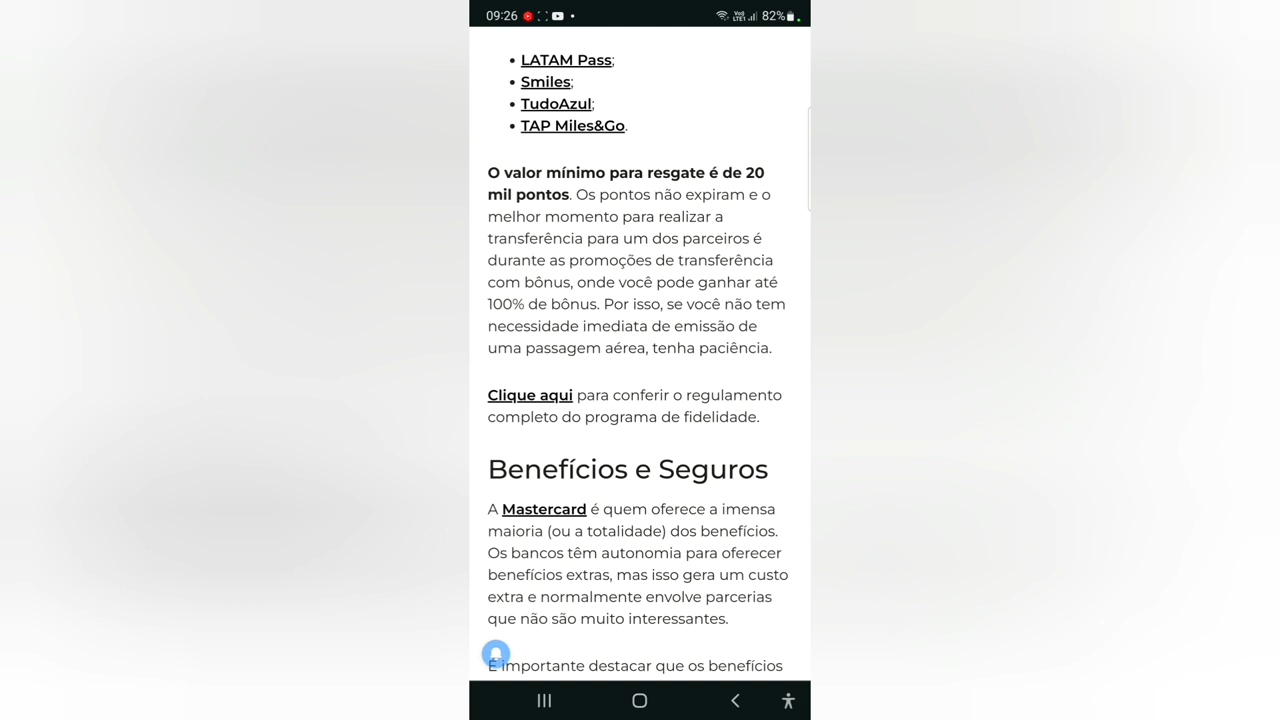 09:26 Vo) LTE1 82%
• LATAM Pass;
• Smiles;
• TudoAzul;
• TAP Miles&Go.
O valor mínimo para resgate é de 20
mil pontos. Os pontos não expiram e o
melhor momento para realizar a
transferência para um dos parceiros é
durante as promoções de transferência
com bônus, onde você pode ganhar até
100% de bônus. Por isso, se você não tem
necessidade imediata de emissão de
uma passagem aérea, tenha paciência.
Clique aqui para conferir o regulamento
completo do programa de fidelidade.
Benefícios e Seguros
A Mastercard é quem oferece a imensa
maioria (ou a totalidade) dos benefícios.
Os bancos têm autonomia para oferecer
benefícios extras, mas isso gera um custo
extra e normalmente envolve parcerias
que não são muito interessantes.
É importante destacar que os benefícios